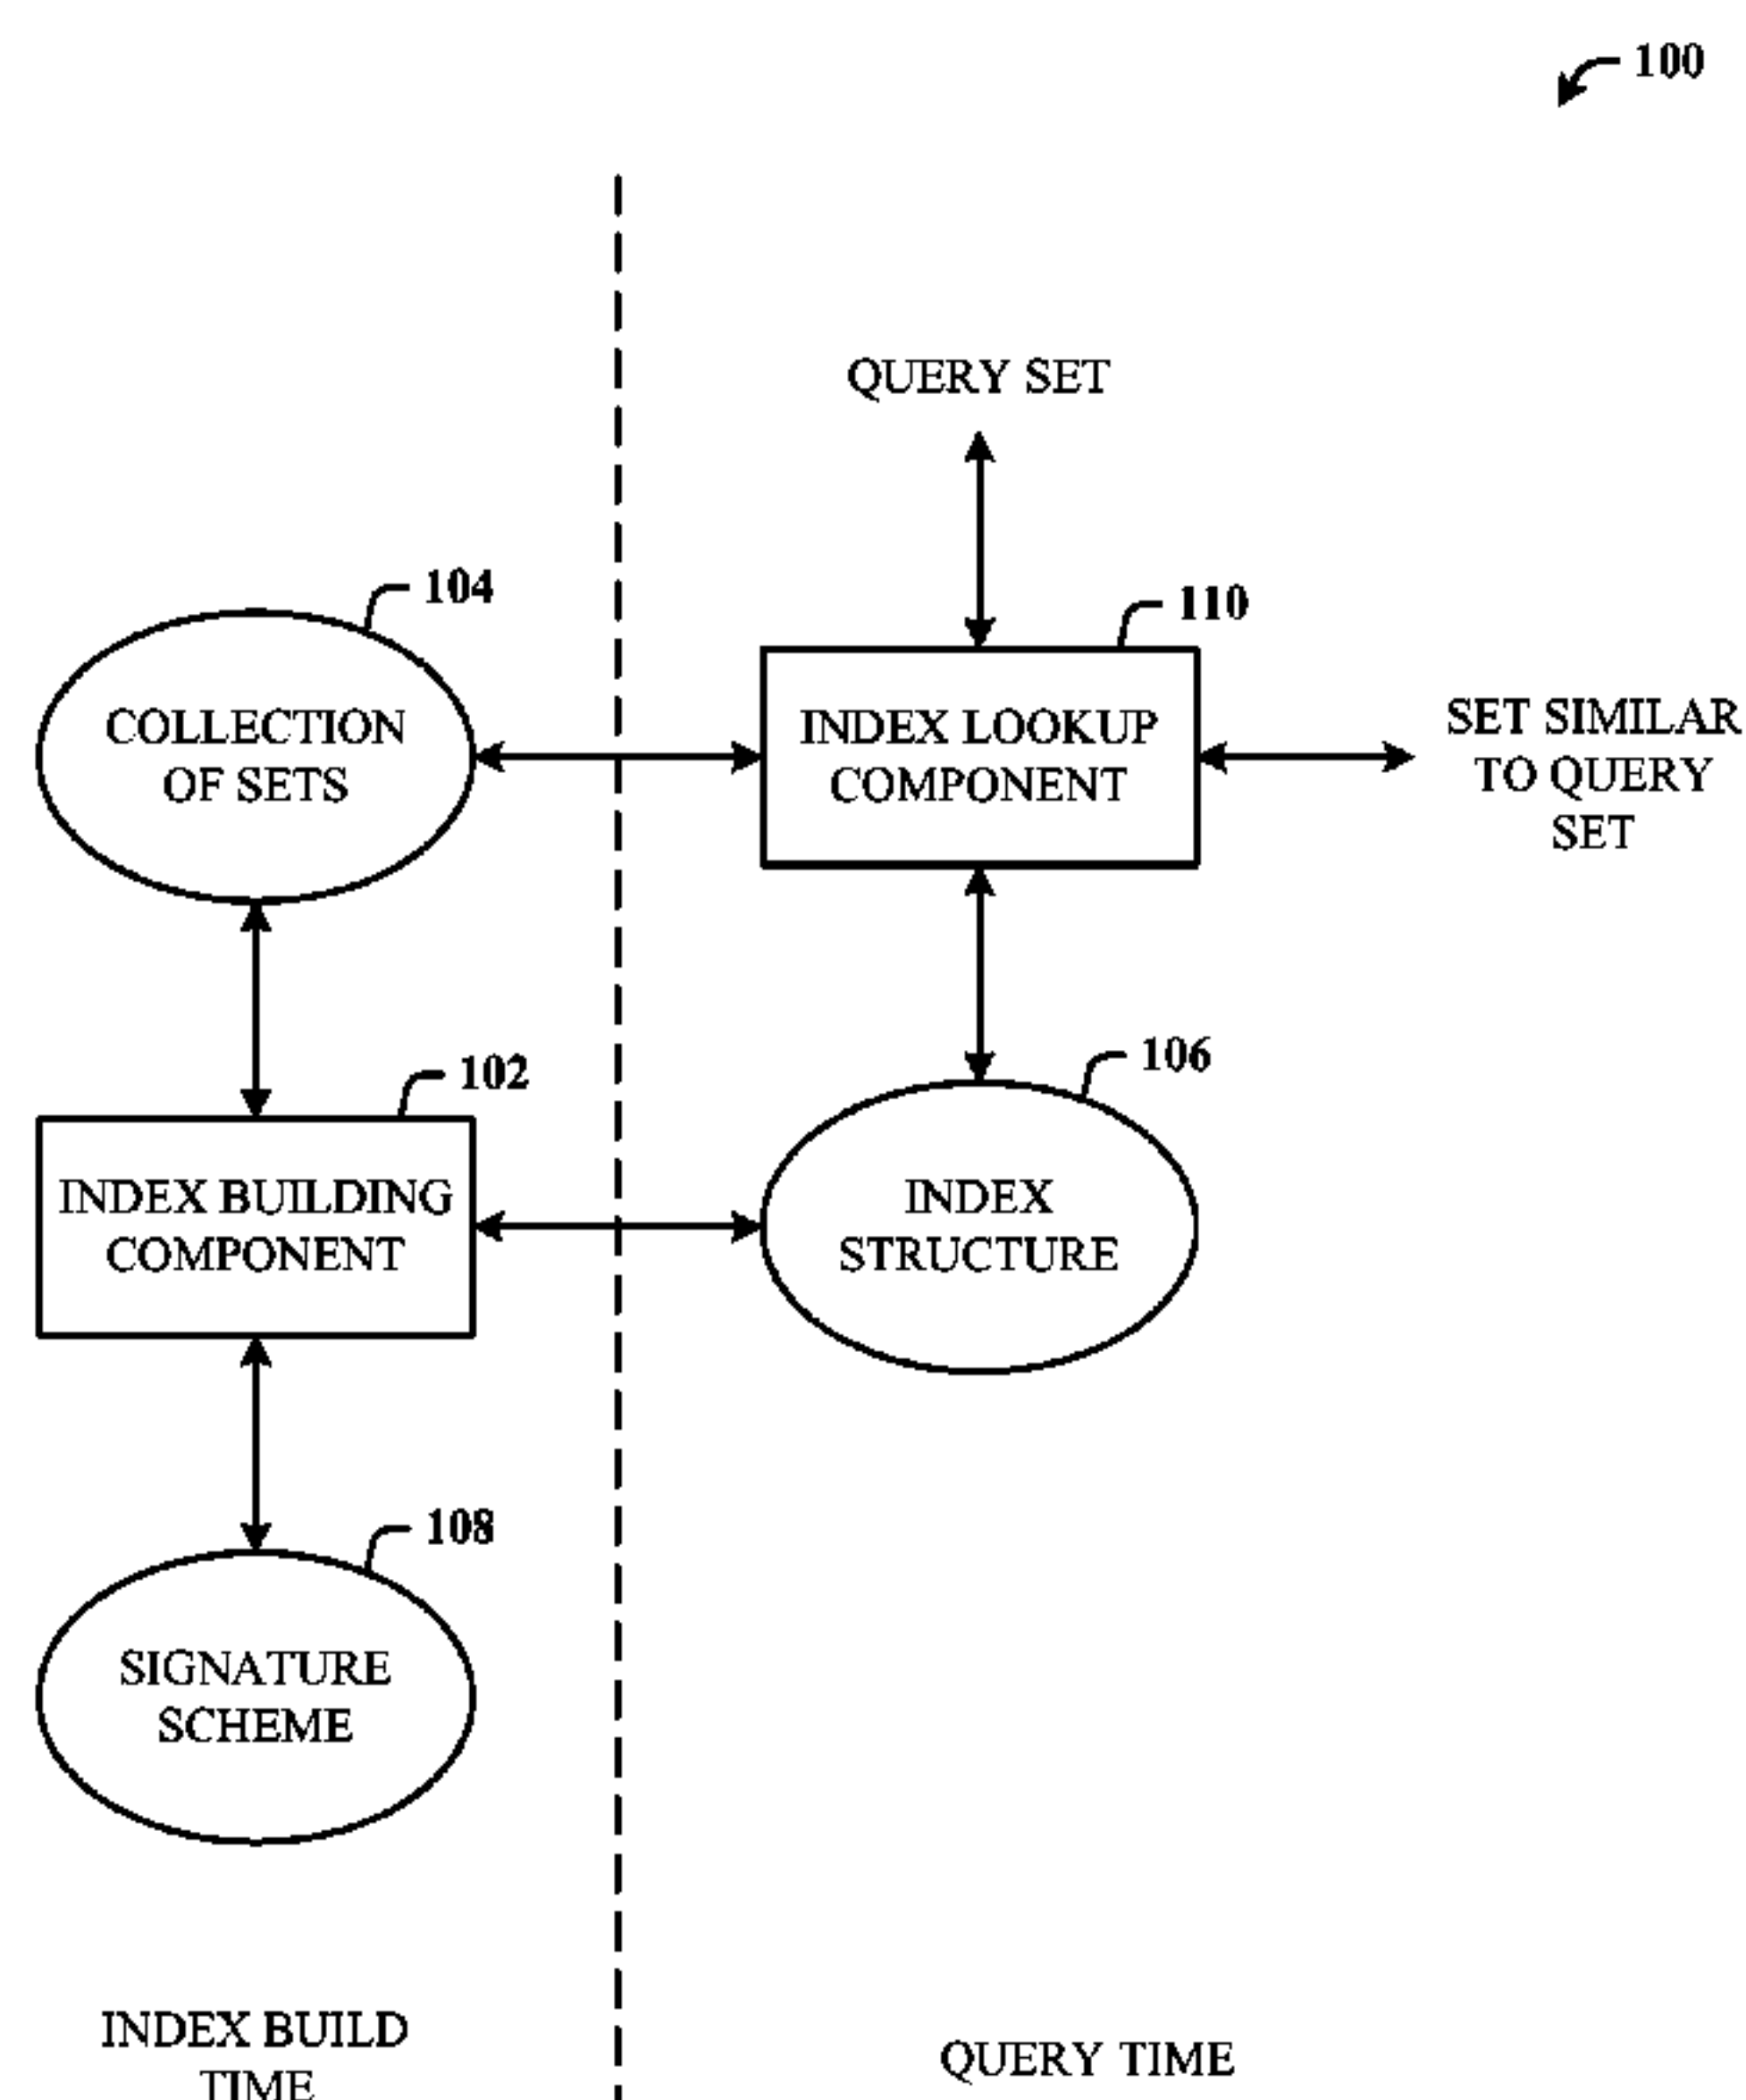 100
QUERY SET
104
110
COLLECTION
OF SETS
INDEX LOOKUP
COMPONENT
SET SIMILAR
TO QUERY
SET
102
106
INDEX BUILDING
COMPONENT
INDEX
STRUCTURE
108
SIGNATURE
SCHEME
INDEX BUILD
TIME
QUERY TIME